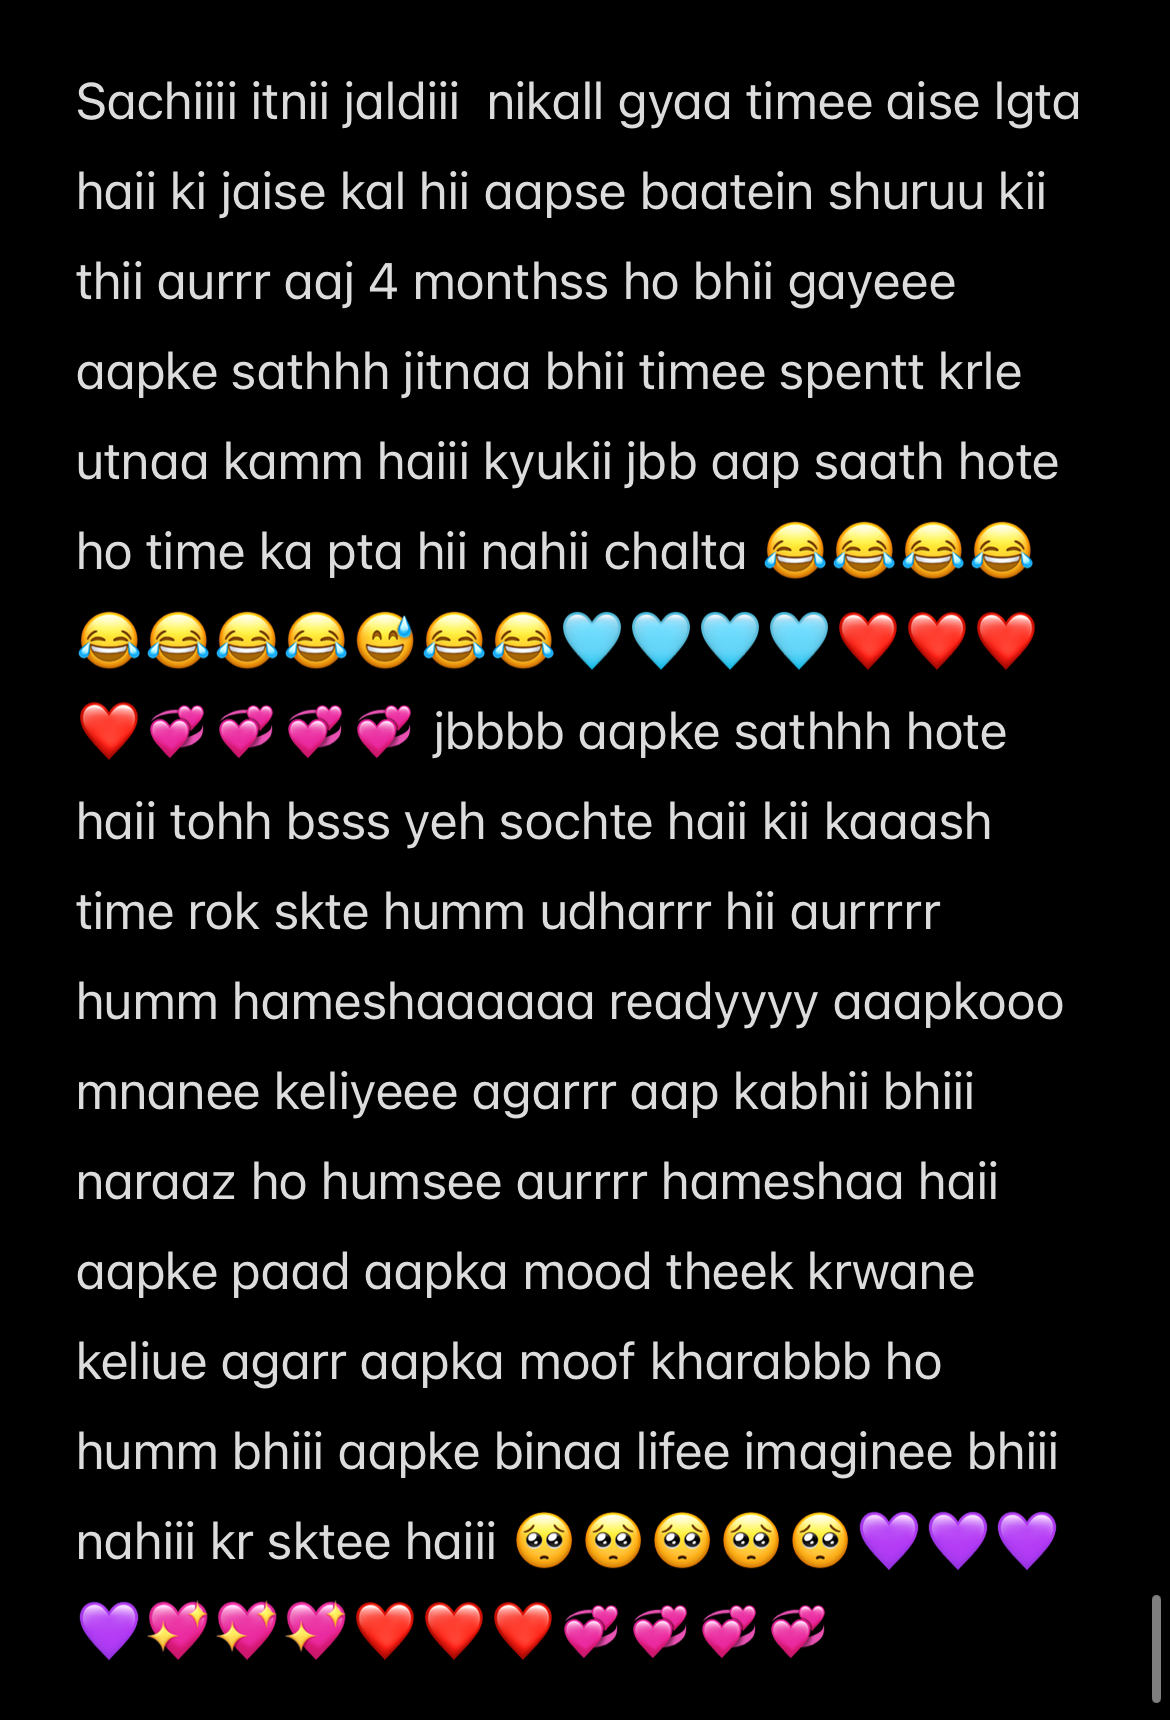 Sachiiii itnii jaldiii  nikall gyaa timee aise lgta
haii ki jaise kal hii aapse baatein shuruu kii
thii aurrr aaj 4 monthss ho bhii gayeee
aapke sathhh jitnaa bhii timee spentt krle
utnaa kamm haiii kyukii jbb aap saath hote
ho time ka pta hii nahii chalta 😂😂😂😂
😂😂😂😂😅😂😂🩵🩵🩵🩵❤️❤️❤️
❤️💞💞💞💞 jbbbb aapke sathhh hote
haii tohh bsss yeh sochte haii kii kaaash
time rok skte humm udharrr hii aurrrrr
humm hameshaaaaaa readyyyy aaapkooo
mnanee keliyeee agarrr aap kabhii bhiii
naraaz ho humsee aurrrr hameshaa haii
aapke paad aapka mood theek krwane
keliue agarr aapka moof kharabbb ho
humm bhiii aapke binaa lifee imaginee bhiii
nahiii kr sktee haiii 🥺🥺🥺🥺🥺💜💜💜
💜💖💖💖❤️❤️❤️💞💞💞💞